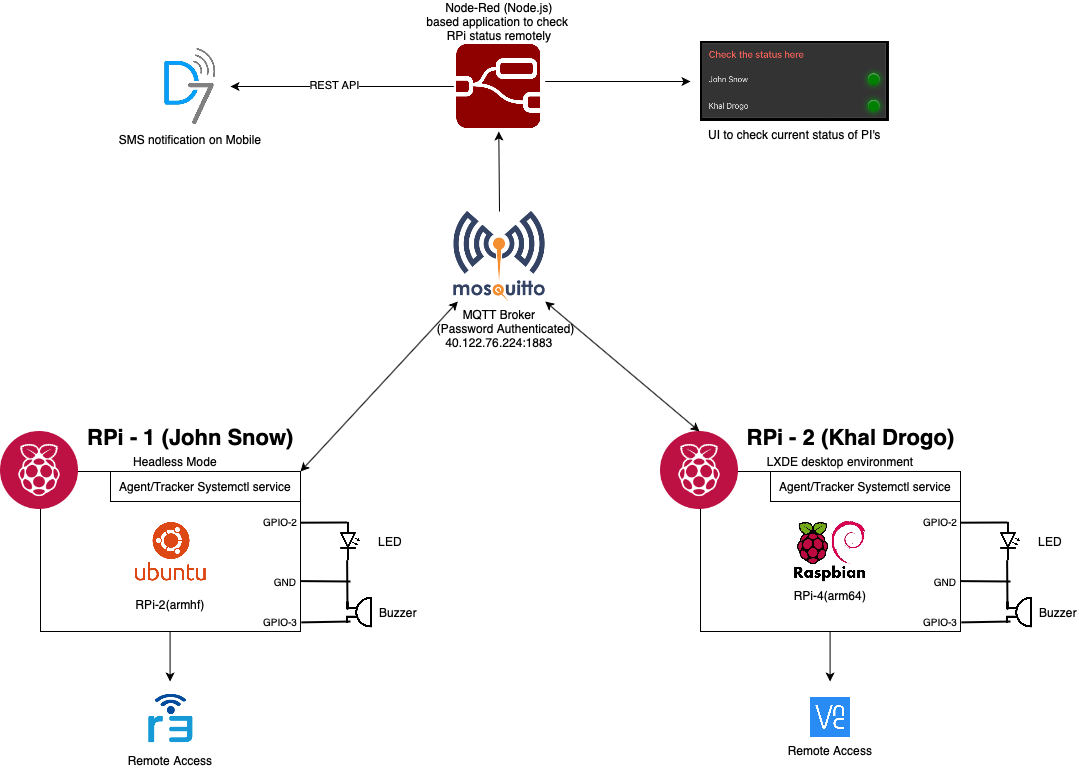 Node-Red (Node.js)
based application to check
RPi status remotely
D7
REST API
SMS notification on Mobile
Check the status here
John Snow
Khal Drogo
UI to check current status of PI's
mosquitto
MQTT Broker
(Password Authenticated)
40.122.76.224:1883
RPi - 1 (John Snow)
Headless Mode
Agent/Tracker Systemctl service
GPIO-2
LED
ubuntu
GND
RPi-2(armhf)
Buzzer
GPIO-3
r3
Remote Access
RPi - 2 (Khal Drogo)
LXDE desktop environment
Agent/Tracker Systemctl service
GPIO-2
LED
Raspbian
GND
RPi-4(arm64)
Buzzer
GPIO-3
VNC
Remote Access